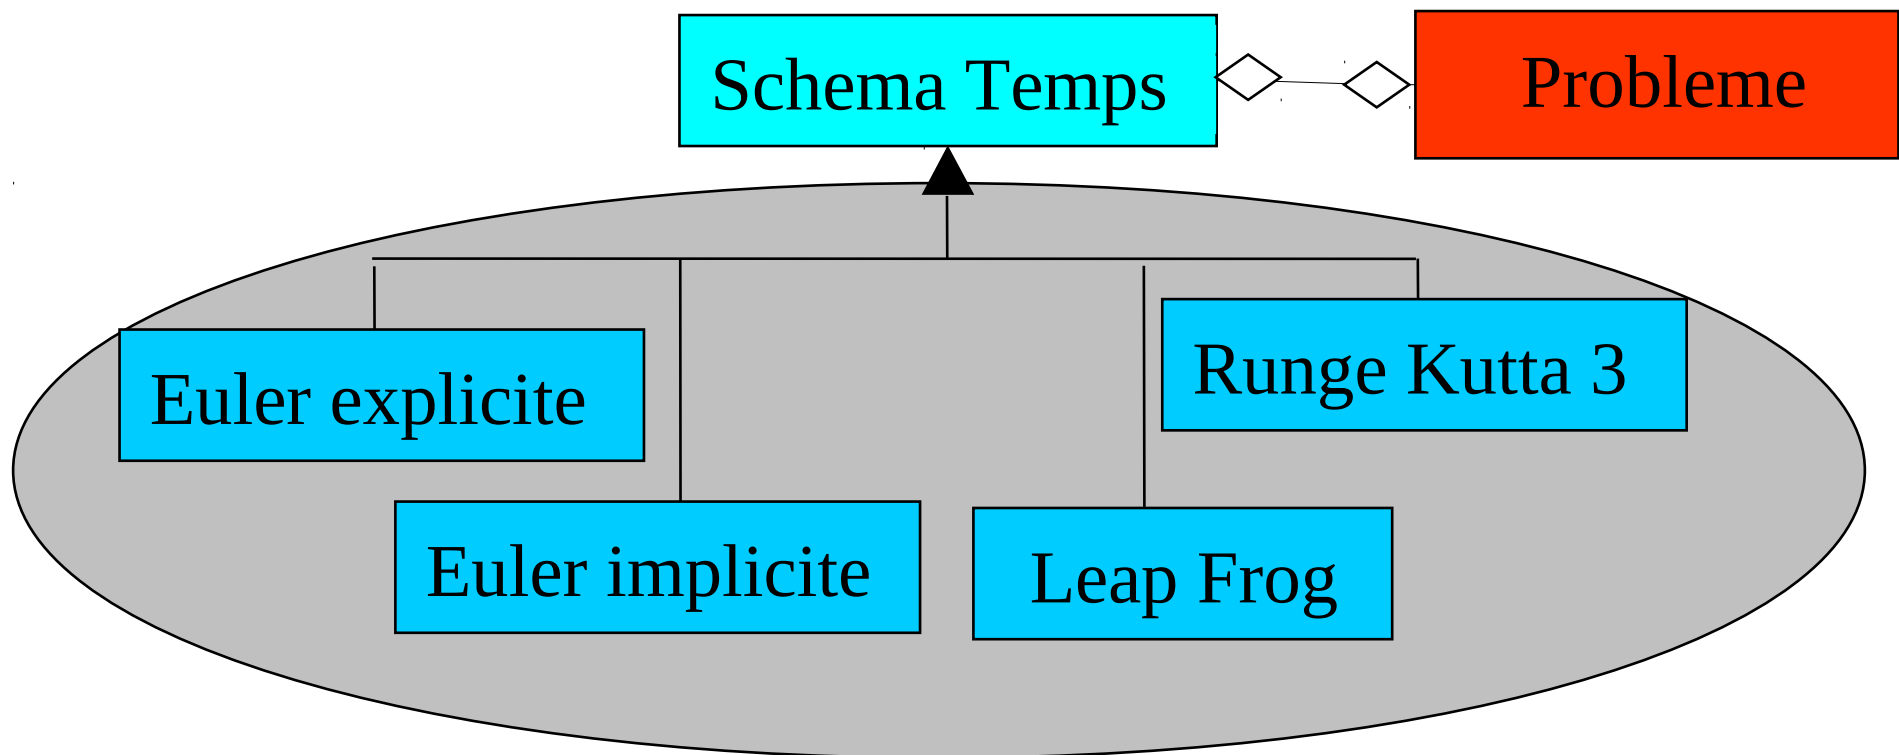 Schema Temps
Probleme
Euler explicite
Runge Kutta 3
Euler implicite
Leap Frog